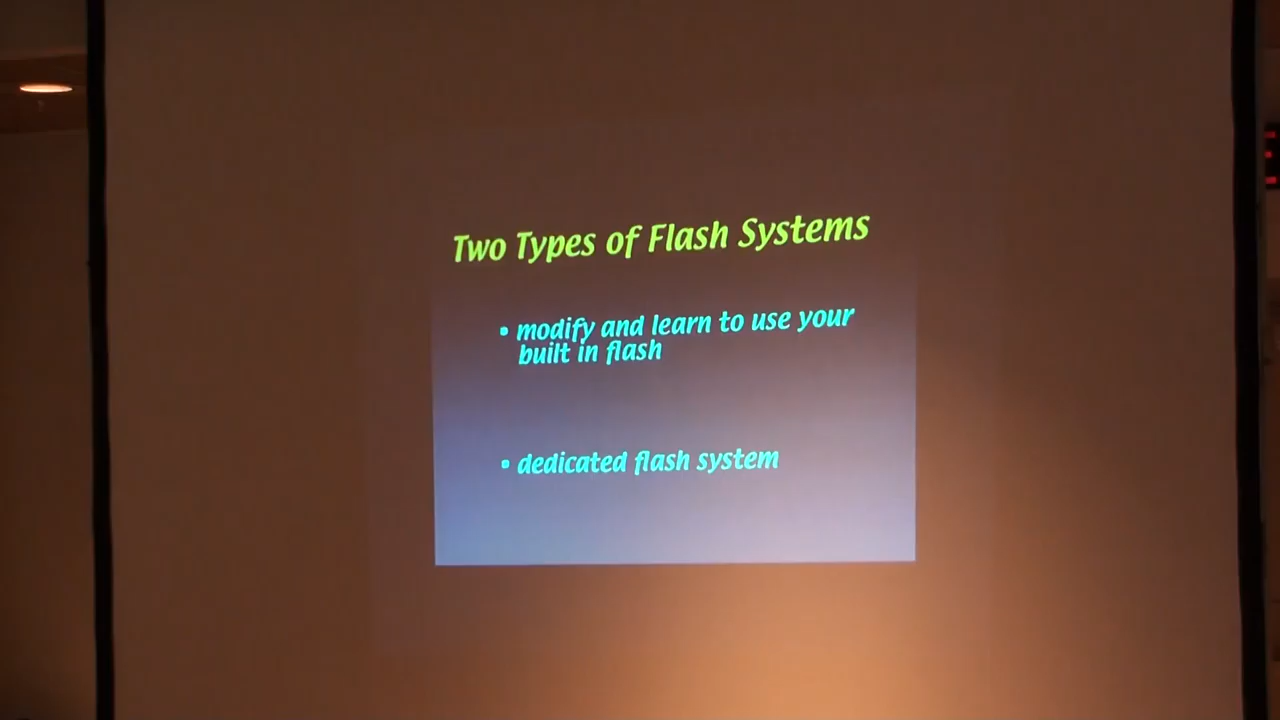 Two Types of Flash Systems
• modify and learn to use your
built in flash
• dedicated flash system